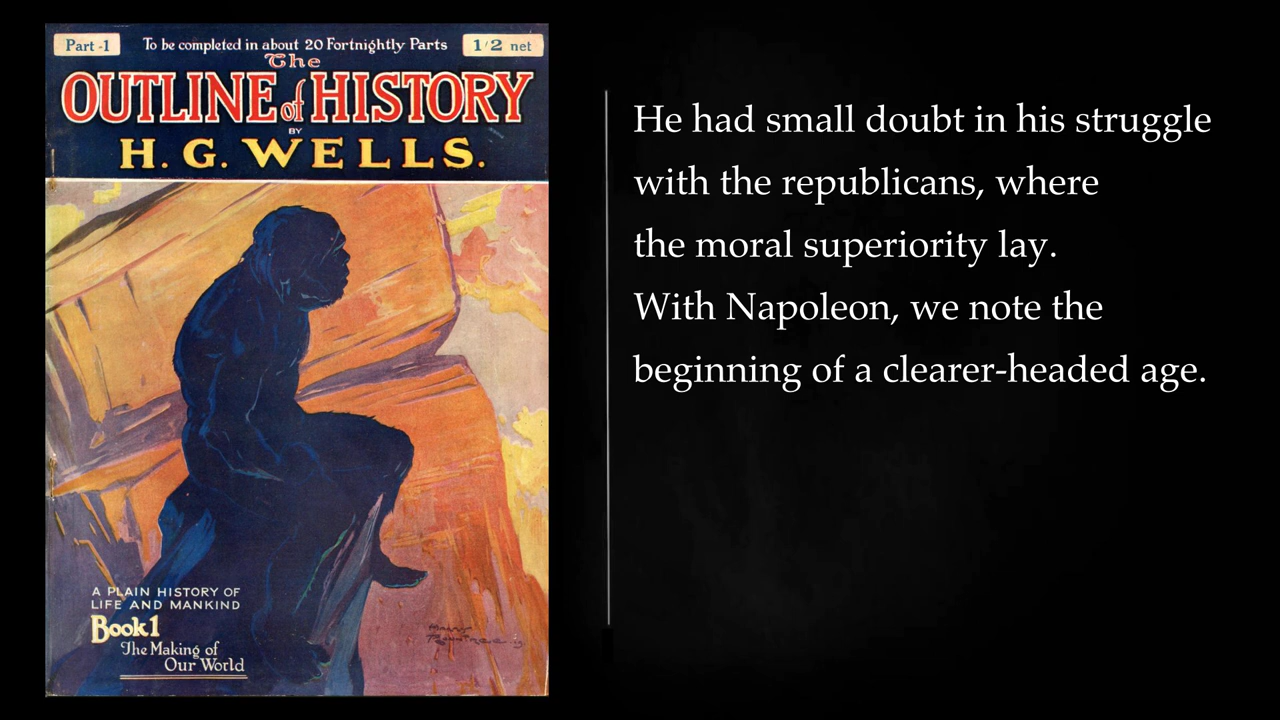 Part -1
To be completed in about 20 Fortnightly Parts
1/2 net
The
OUTLINE of HISTORY
BY
H. G. WELLS.
A PLAIN HISTORY OF
LIFE AND MANKIND
Book 1
The Making of
Our World
He had small doubt in his struggle
with the republicans, where
the moral superiority lay.
With Napoleon, we note the
beginning of a clearer-headed age.